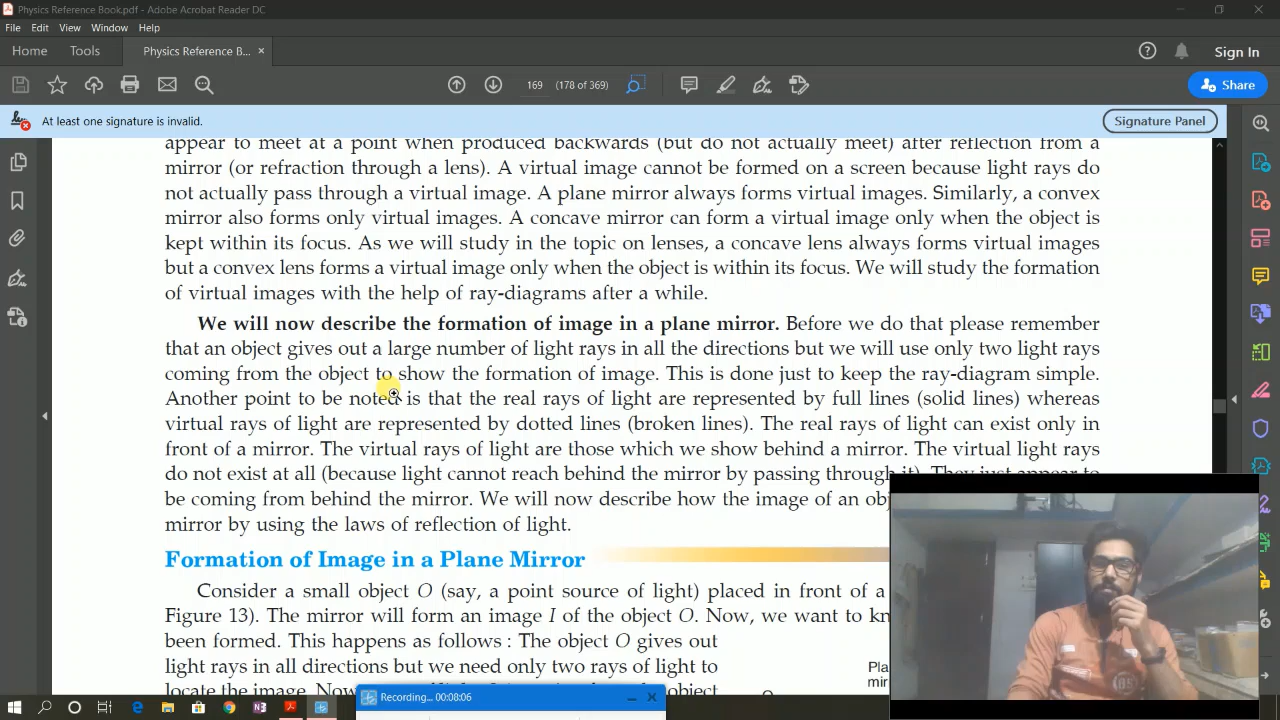 Physics Reference Book.pdf - Adobe Acrobat Reader DC
File Edit View Window Help
Home Tools Physics Reference B... × Sign In
169 (178 of 369) Share
At least one signature is invalid. Signature Panel
appear to meet at a point when produced backwards (but do not actually meet) after reflection from a
mirror (or refraction through a lens). A virtual image cannot be formed on a screen because light rays do
not actually pass through a virtual image. A plane mirror always forms virtual images. Similarly, a convex
mirror also forms only virtual images. A concave mirror can form a virtual image only when the object is
kept within its focus. As we will study in the topic on lenses, a concave lens always forms virtual images
but a convex lens forms a virtual image only when the object is within its focus. We will study the formation
of virtual images with the help of ray-diagrams after a while.
We will now describe the formation of image in a plane mirror. Before we do that please remember
that an object gives out a large number of light rays in all the directions but we will use only two light rays
coming from the object to show the formation of image. This is done just to keep the ray-diagram simple.
Another point to be noted is that the real rays of light are represented by full lines (solid lines) whereas
virtual rays of light are represented by dotted lines (broken lines). The real rays of light can exist only in
front of a mirror. The virtual rays of light are those which we show behind a mirror. The virtual light rays
do not exist at all (because light cannot reach behind the mirror by passing through it). They just appear to
be coming from behind the mirror. We will now describe how the image of an obj
mirror by using the laws of reflection of light.
Formation of Image in a Plane Mirror
Consider a small object O (say, a point source of light) placed in front of a
Figure 13). The mirror will form an image I of the object O. Now, we want to kn
been formed. This happens as follows : The object O gives out
light rays in all directions but we need only two rays of light to
Pla
mir
locate the image. Now
object
Recording... 00:08:06